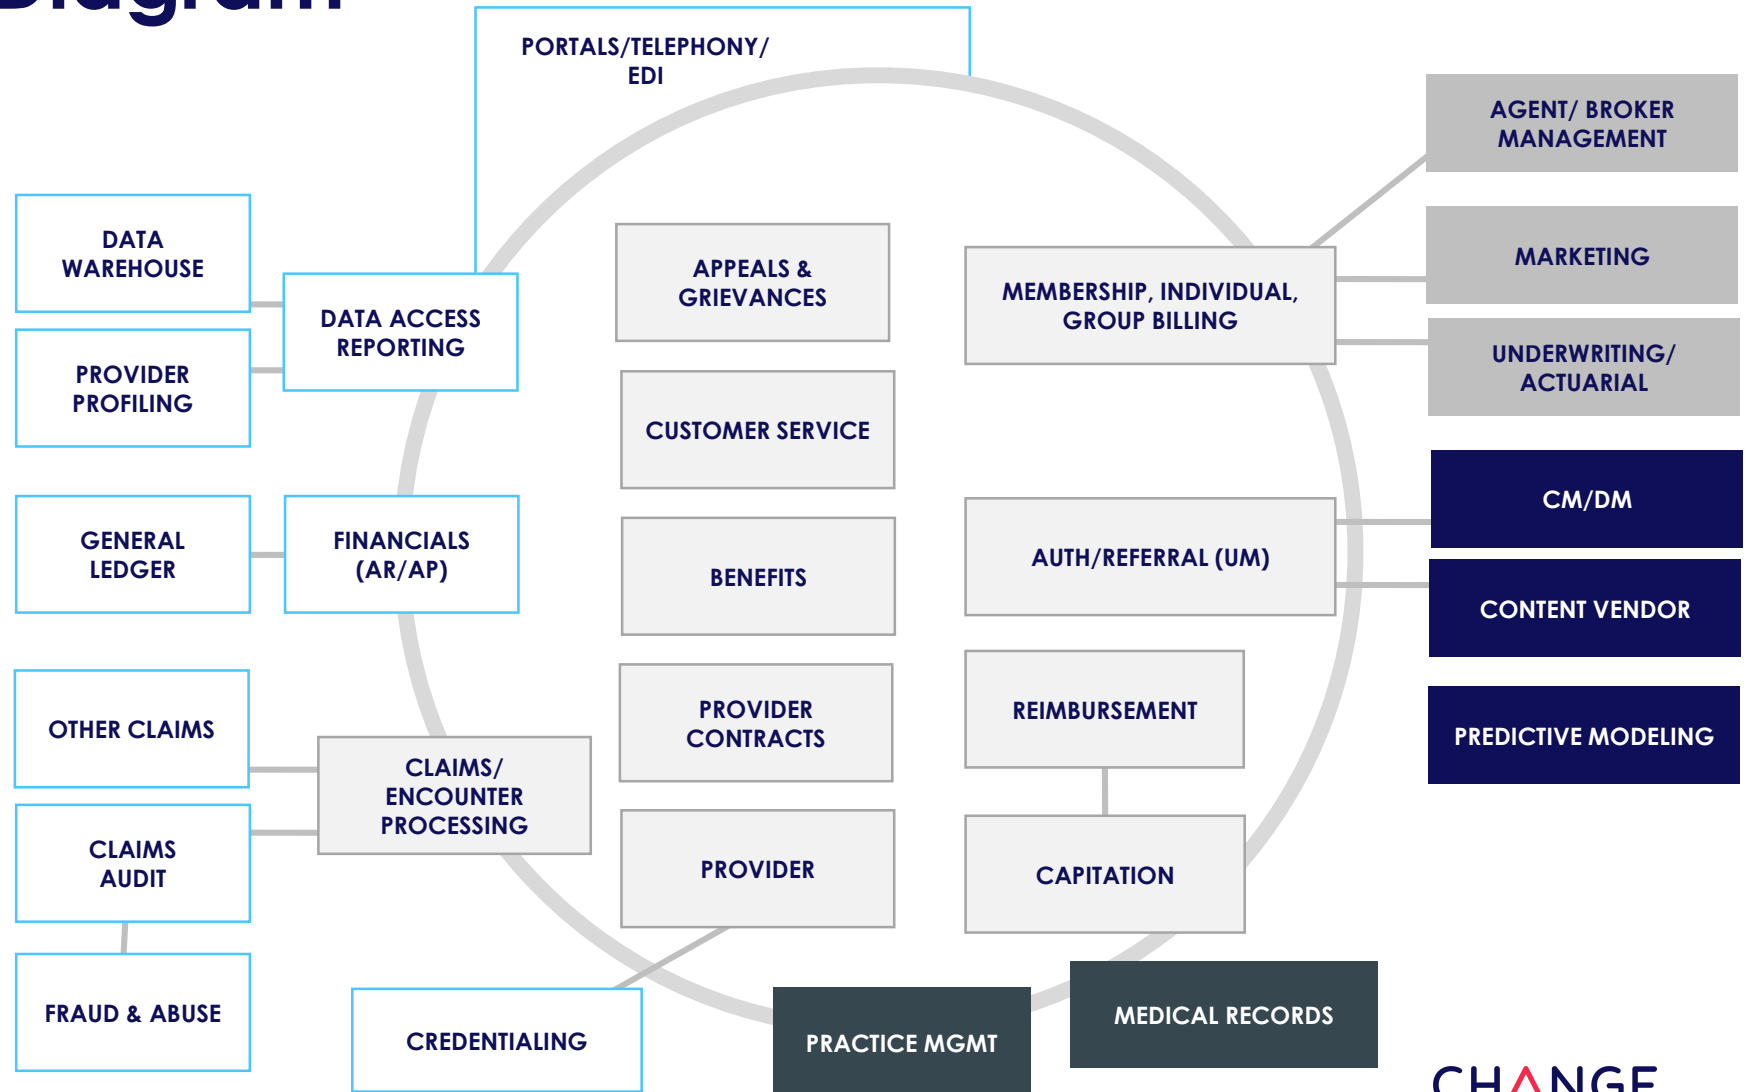 Diagram
PORTALS/TELEPHONY/
EDI
AGENT/ BROKER
MANAGEMENT
DATA
WAREHOUSE
APPEALS &
GRIEVANCES
MEMBERSHIP, INDIVIDUAL,
GROUP BILLING
MARKETING
DATA ACCESS
REPORTING
PROVIDER
PROFILING
UNDERWRITING/
ACTUARIAL
CUSTOMER SERVICE
CM/DM
GENERAL
LEDGER
FINANCIALS
(AR/AP)
BENEFITS
AUTH/REFERRAL (UM)
CONTENT VENDOR
OTHER CLAIMS
PROVIDER
CONTRACTS
REIMBURSEMENT
PREDICTIVE MODELING
CLAIMS/
ENCOUNTER
PROCESSING
CLAIMS
AUDIT
PROVIDER
CAPITATION
FRAUD & ABUSE
CREDENTIALING
PRACTICE MGMT
MEDICAL RECORDS
CHANGE